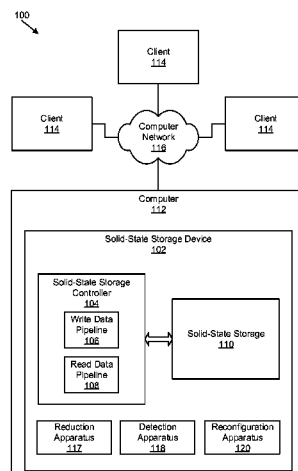 100
Client
114
Client
114
Computer
Network
116
Client
114
Computer
112
Solid-State Storage Device
102
Solid-State Storage
Controller
104
Write Data
Pipeline
106
Read Data
Pipeline
108
Solid-State Storage
110
Reduction
Apparatus
117
Detection
Apparatus
118
Reconfiguration
Apparatus
120